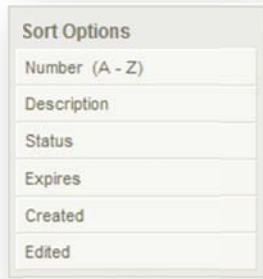 Sort Options
Number (A - Z)
Description
Status
Expires
Created
Edited